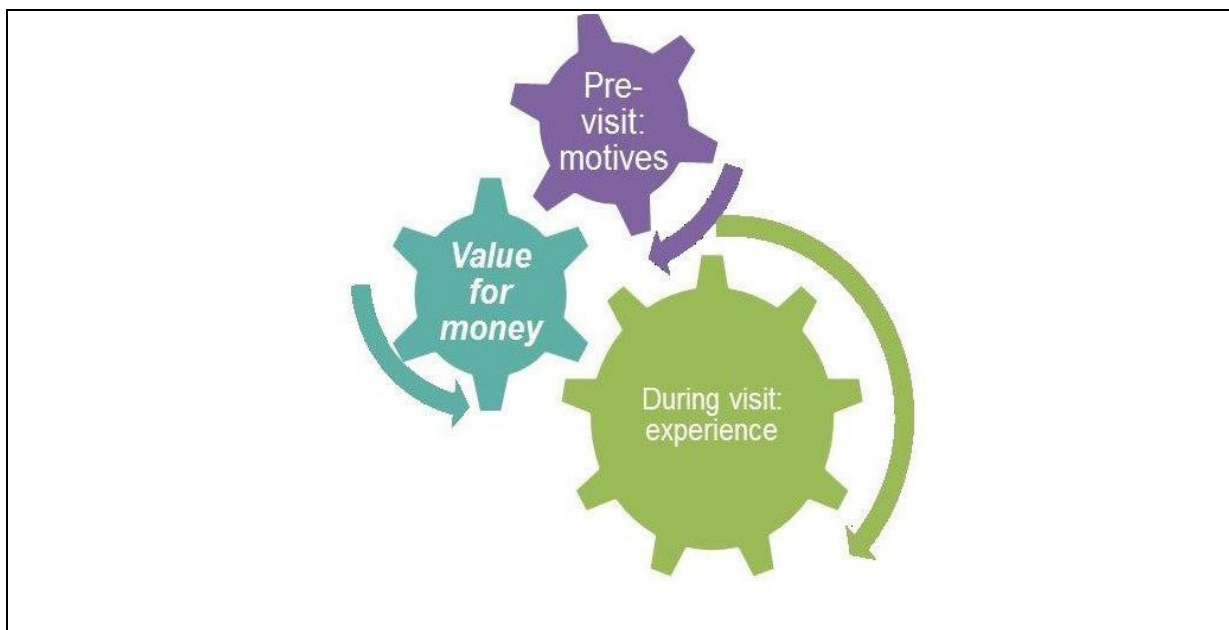 Pre-
visit:
motives
Value
for
money
During visit:
experience